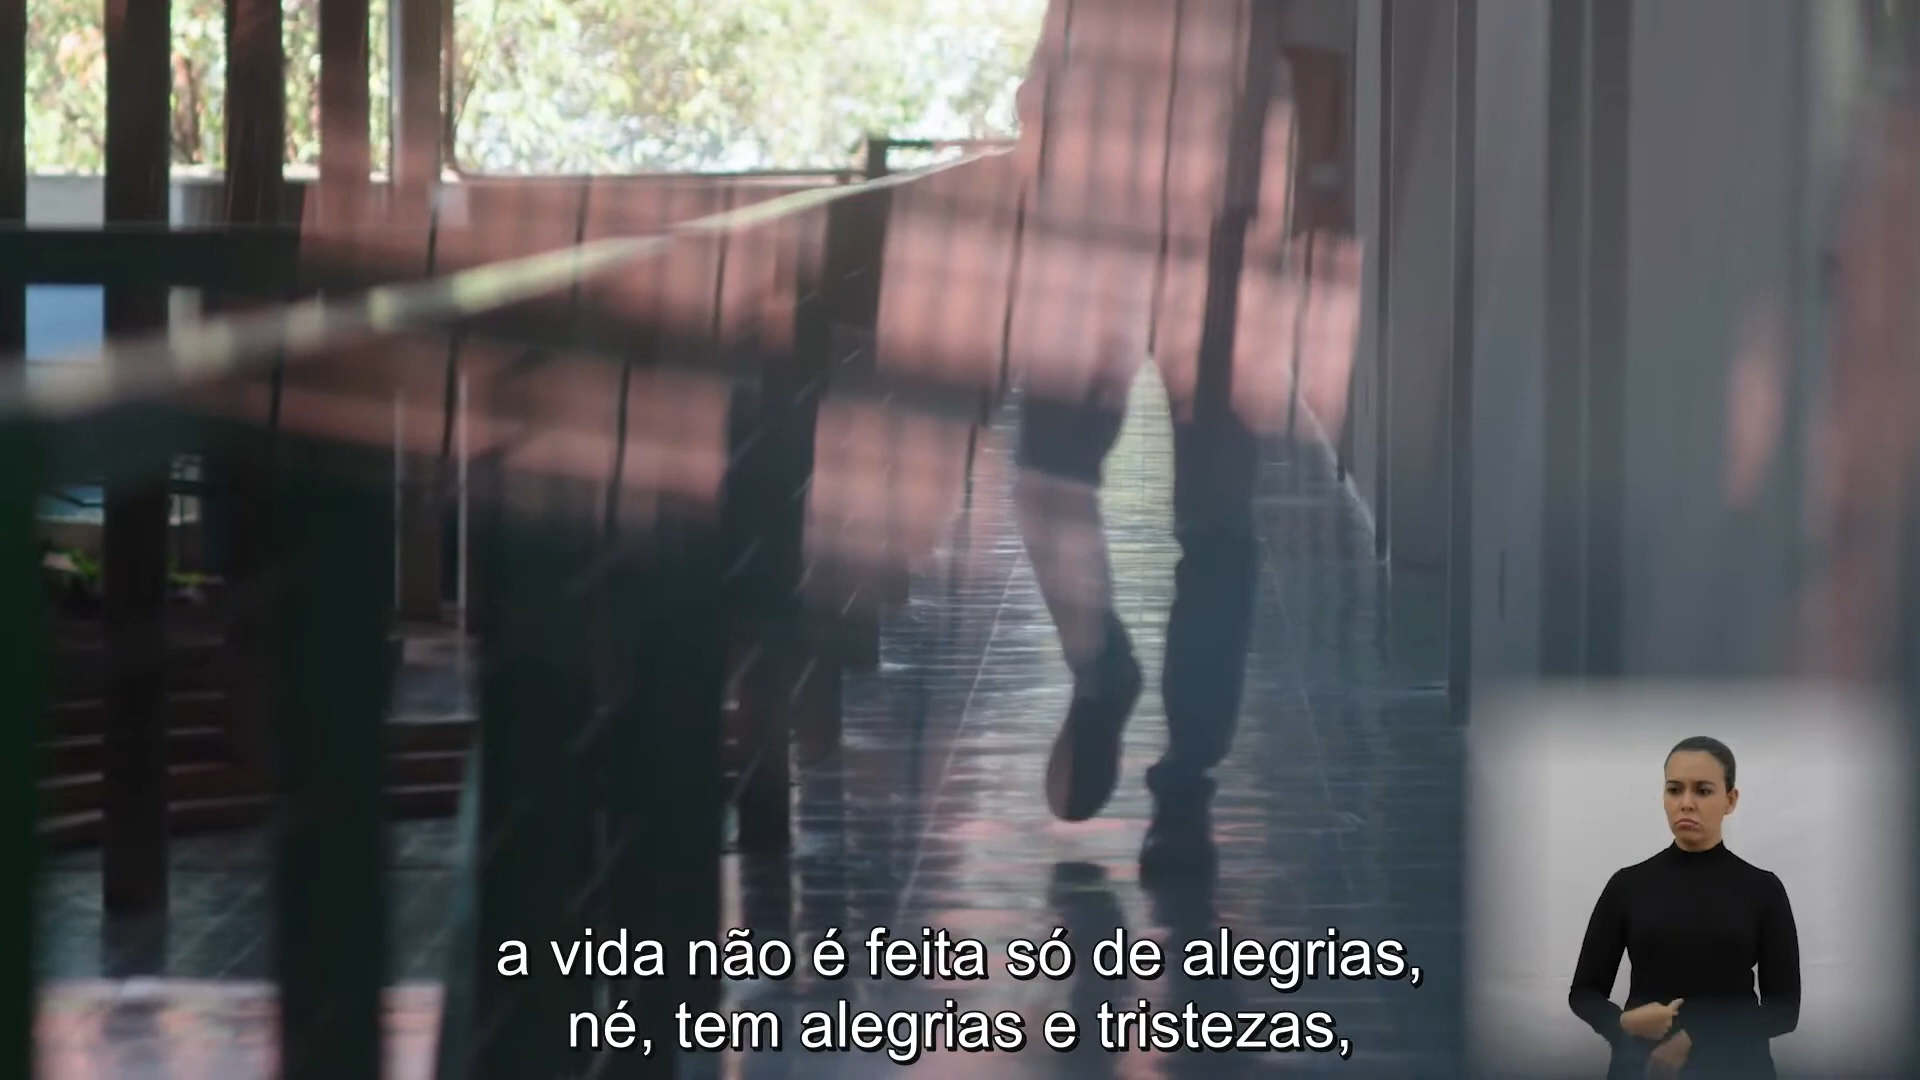 a vida não é feita só de alegrias,
né, tem alegrias e tristezas,